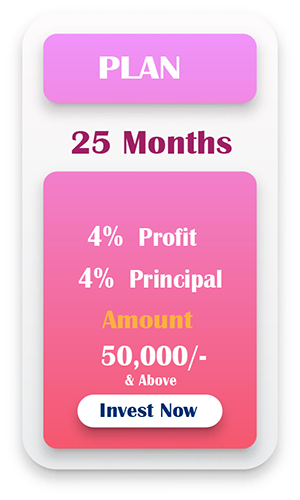 PLAN
25 Months
4% Profit
4% Principal
Amount
50,000/-
& Above
Invest Now